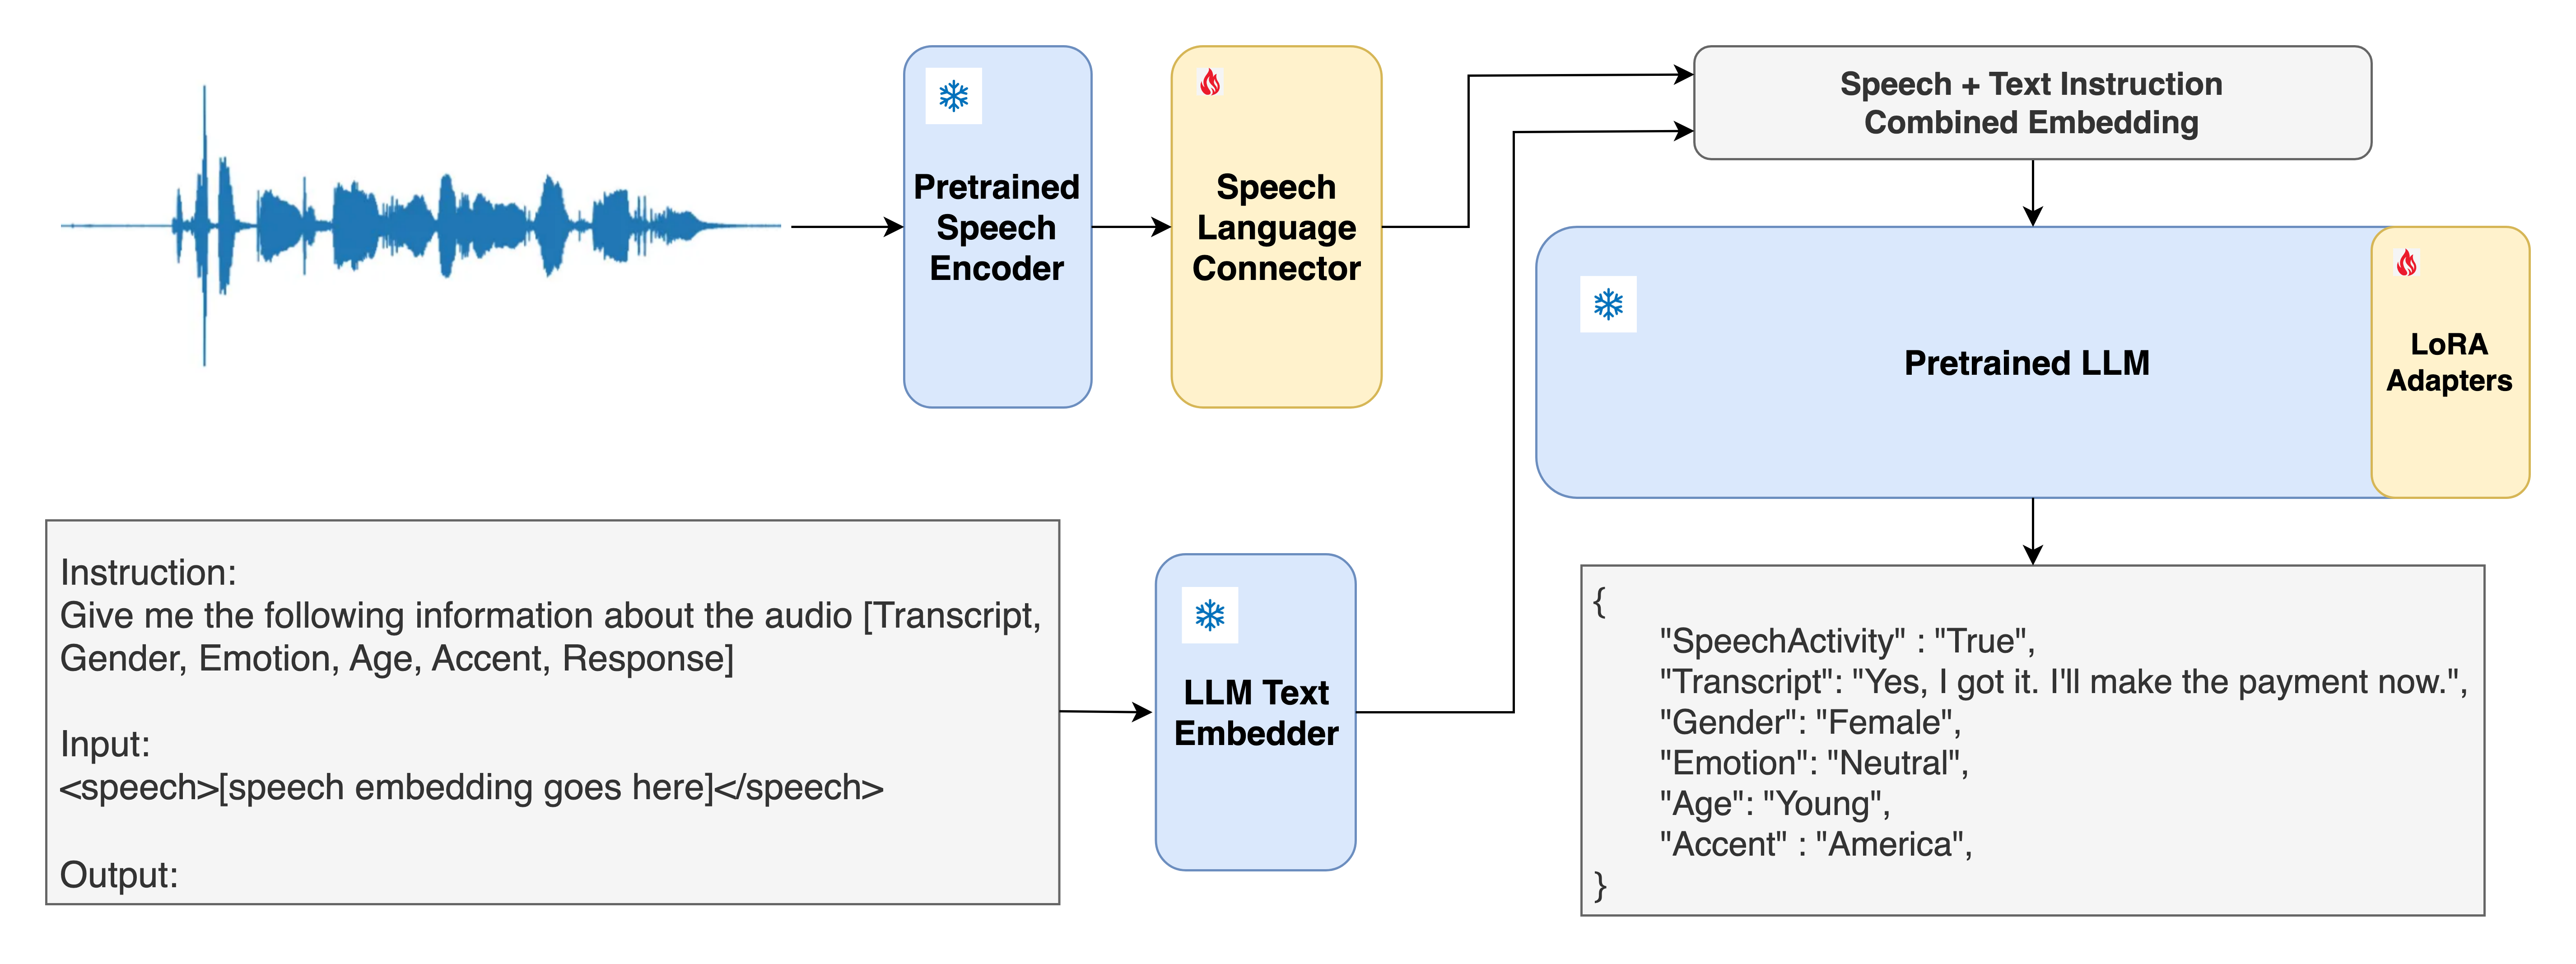 Pretrained
Speech
Encoder
Speech
Language
Connector
Speech + Text Instruction
Combined Embedding
Pretrained LLM
LoRA
Adapters
Instruction:
Give me the following information about the audio [Transcript,
Gender, Emotion, Age, Accent, Response]
Input:
<speech>[speech embedding goes here]</speech>
Output:
LLM Text
Embedder
{
"SpeechActivity" : "True",
"Transcript": "Yes, I got it. I'll make the payment now.",
"Gender": "Female",
"Emotion": "Neutral",
"Age": "Young",
"Accent" : "America",
}